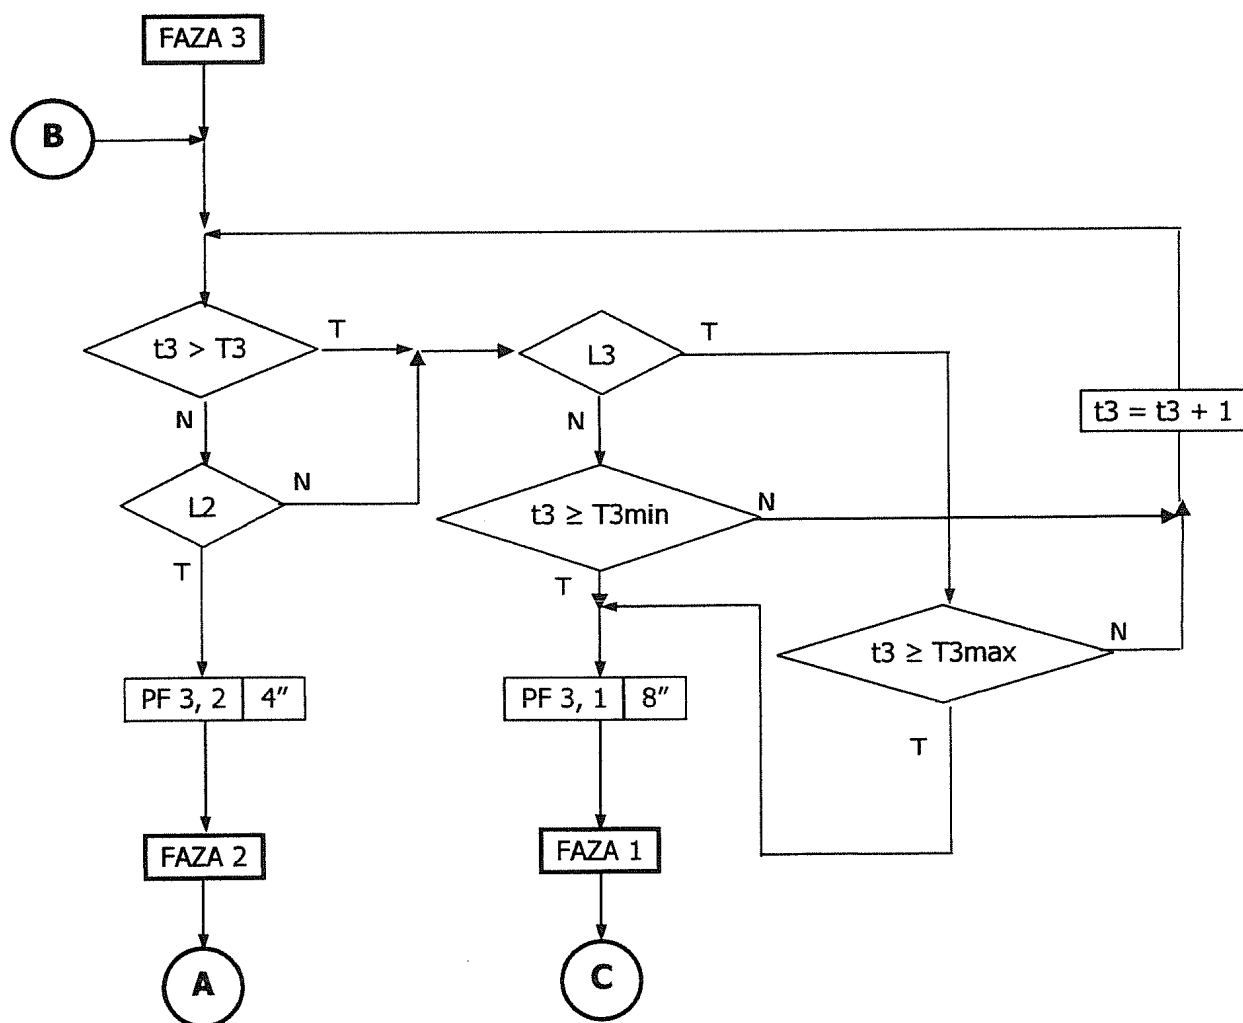 FAZA 3
B
t3 > T3
T
L3
T
t3 = t3 + 1
N
N
L2
N
t3 ≥ T3min
N
T
T
t3 ≥ T3max
N
PF 3, 2 4”
PF 3, 1 8”
T
FAZA 2
FAZA 1
A
C